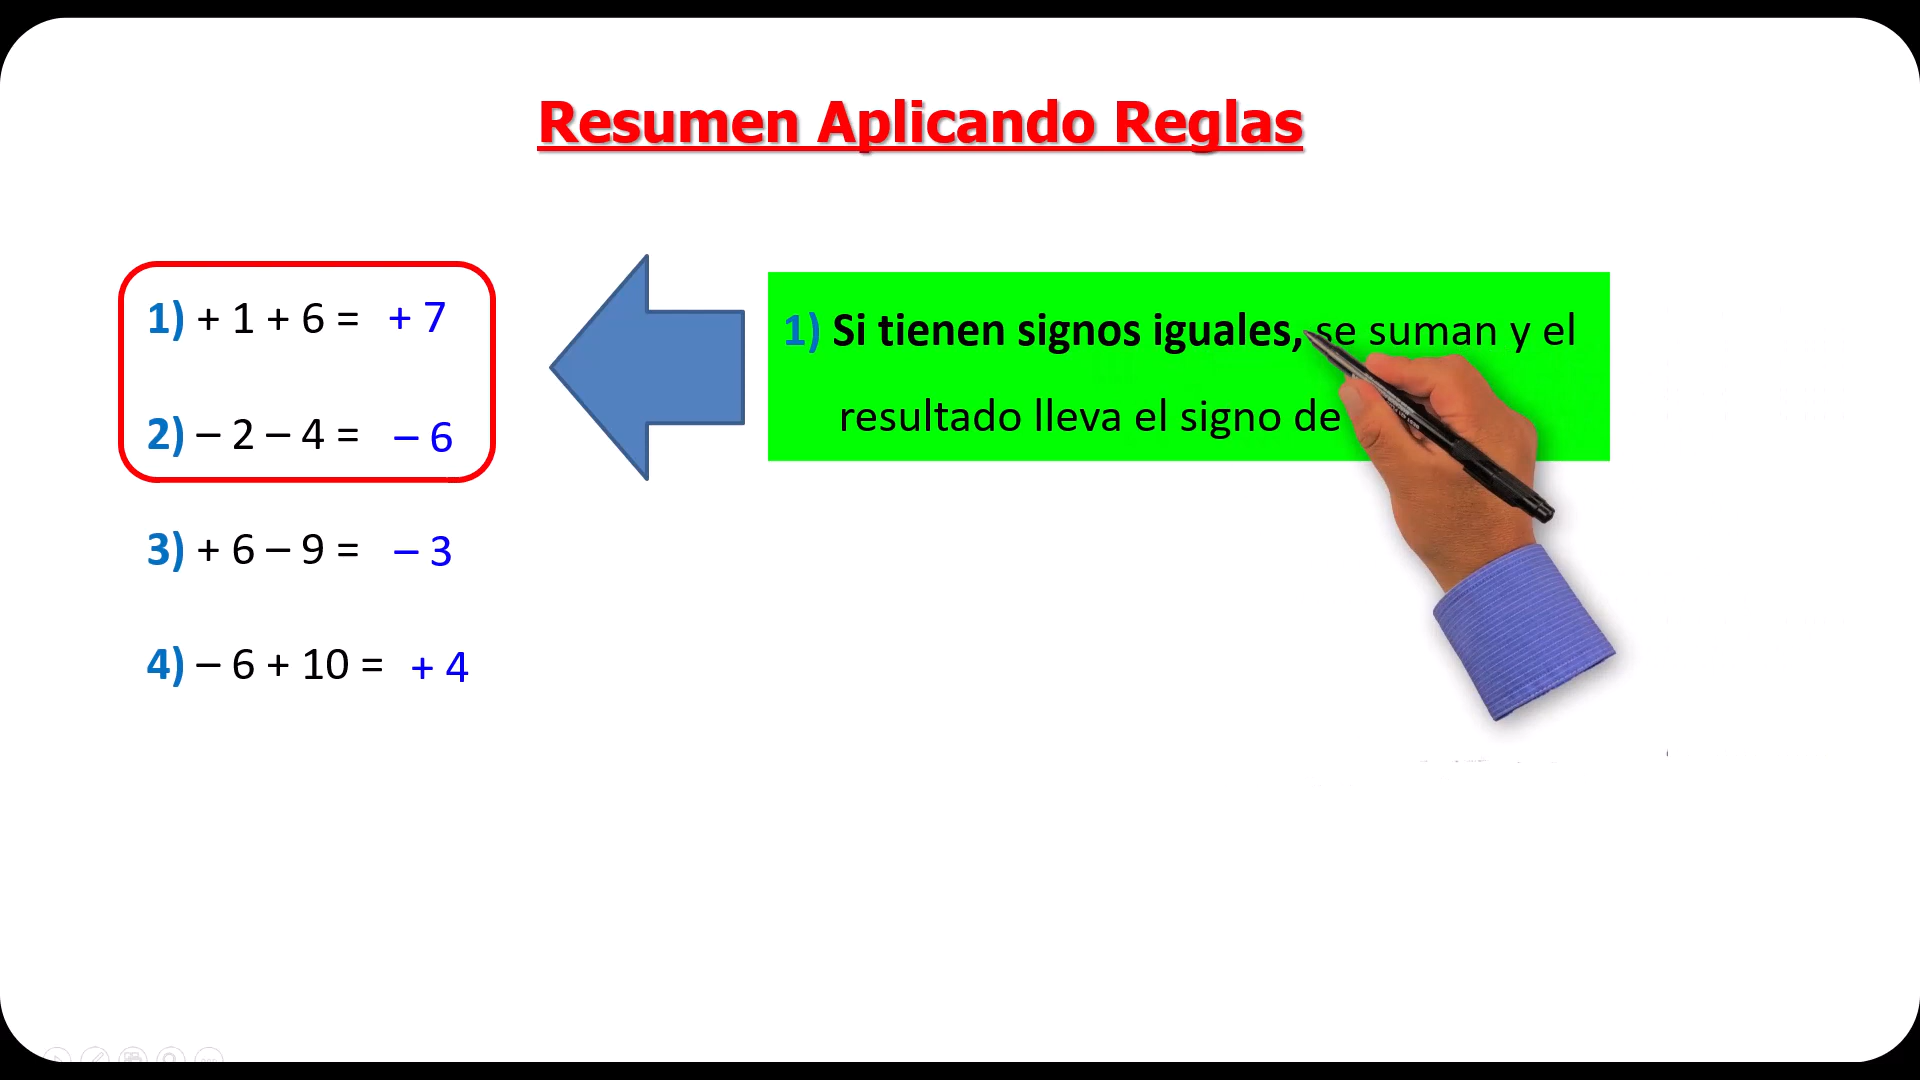 Resumen Aplicando Reglas
1) + 1 + 6 = + 7
2) – 2 – 4 = – 6
3) + 6 – 9 = – 3
4) – 6 + 10 = + 4
1) Si tienen signos iguales, se suman y el
resultado lleva el signo de